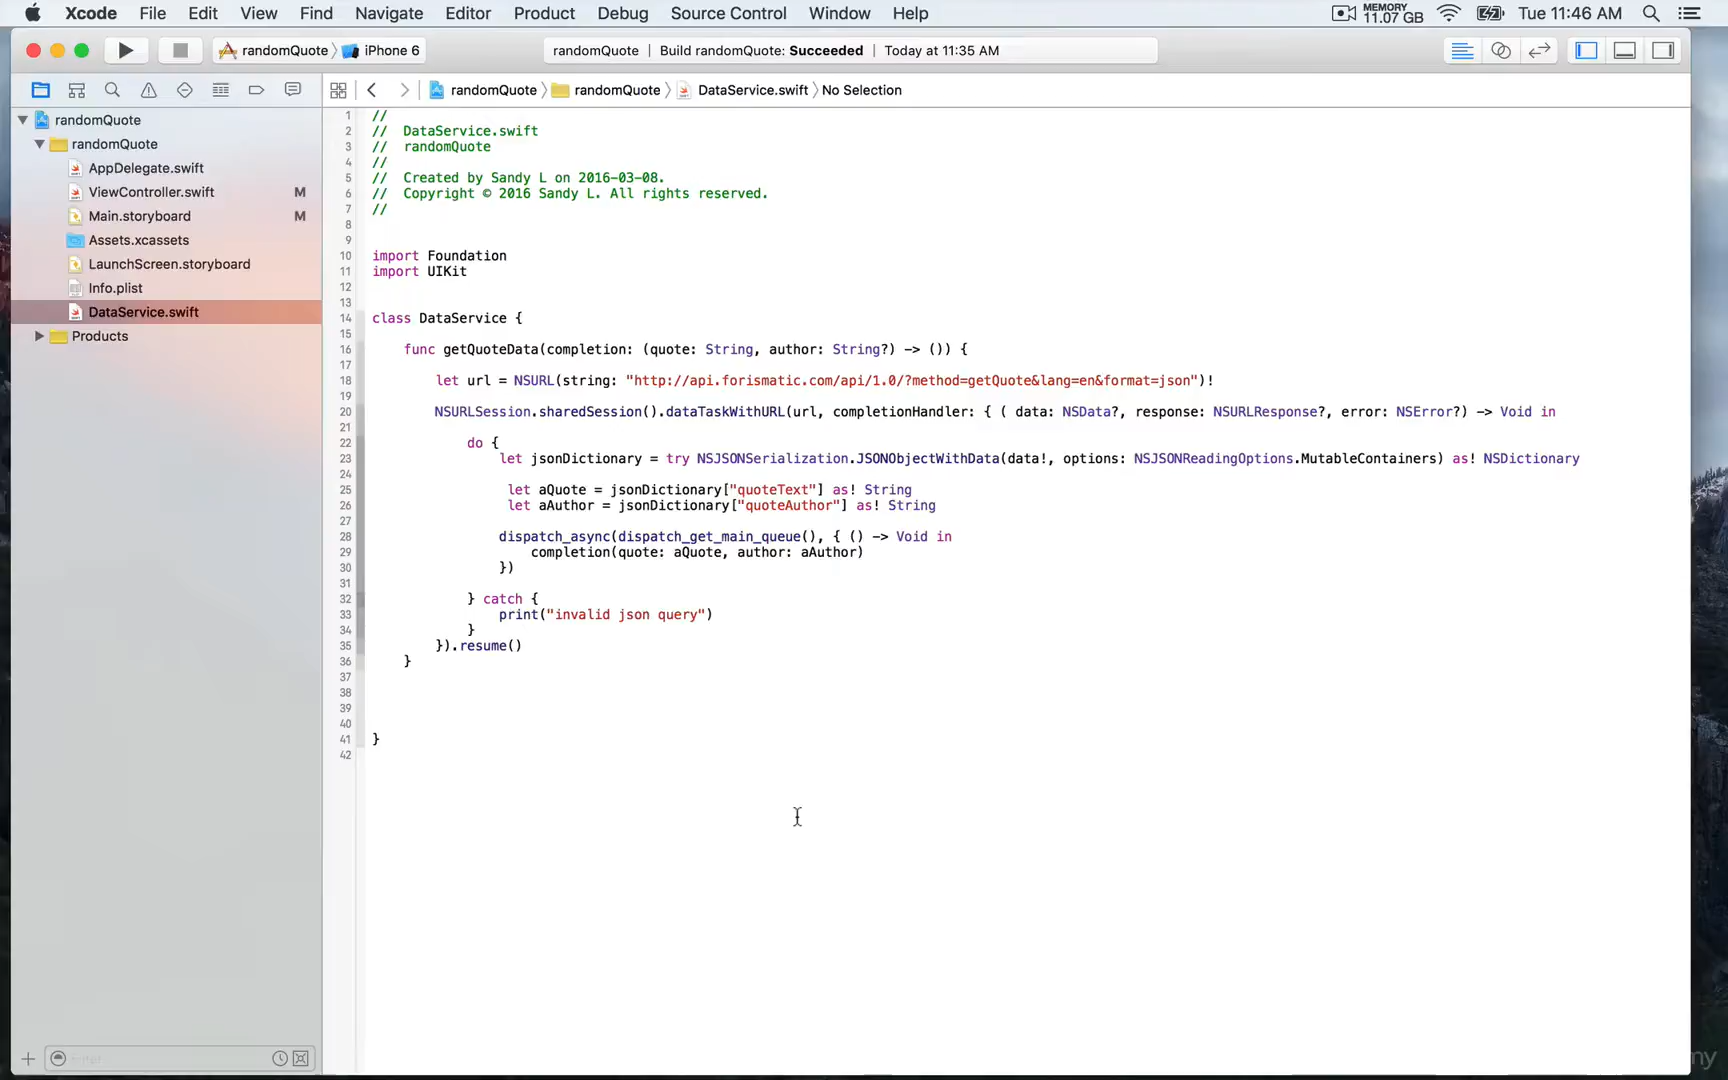 Xcode File Edit View Find Navigate Editor Product Debug Source Control Window Help MEMORY 11.07 GB Tue 11:46 AM
randomQuote iPhone 6 randomQuote | Build randomQuote: Succeeded | Today at 11:35 AM
randomQuote randomQuote DataService.swift No Selection
randomQuote
randomQuote
AppDelegate.swift
ViewController.swift M
Main.storyboard M
Assets.xcassets
LaunchScreen.storyboard
Info.plist
DataService.swift
Products
Filter
1 //
2 // DataService.swift
3 // randomQuote
4 //
5 // Created by Sandy L on 2016-03-08.
6 // Copyright © 2016 Sandy L. All rights reserved.
7 //
8
9
10 import Foundation
11 import UIKit
12
13
14 class DataService {
15
16 func getQuoteData(completion: (quote: String, author: String?) -> ()) {
17
18 let url = NSURL(string: "http://api.forismatic.com/api/1.0/?method=getQuote&lang=en&format=json")!
19
20 NSURLSession.sharedSession().dataTaskWithURL(url, completionHandler: { ( data: NSData?, response: NSURLResponse?, error: NSError?) -> Void in
21
22 do {
23 let jsonDictionary = try NSJSONSerialization.JSONObjectWithData(data!, options: NSJSONReadingOptions.MutableContainers) as! NSDictionary
24
25 let aQuote = jsonDictionary["quoteText"] as! String
26 let aAuthor = jsonDictionary["quoteAuthor"] as! String
27
28 dispatch_async(dispatch_get_main_queue(), { () -> Void in
29 completion(quote: aQuote, author: aAuthor)
30 })
31
32 } catch {
33 print("invalid json query")
34 }
35 }).resume()
36 }
37
38
39
40
41 }
42